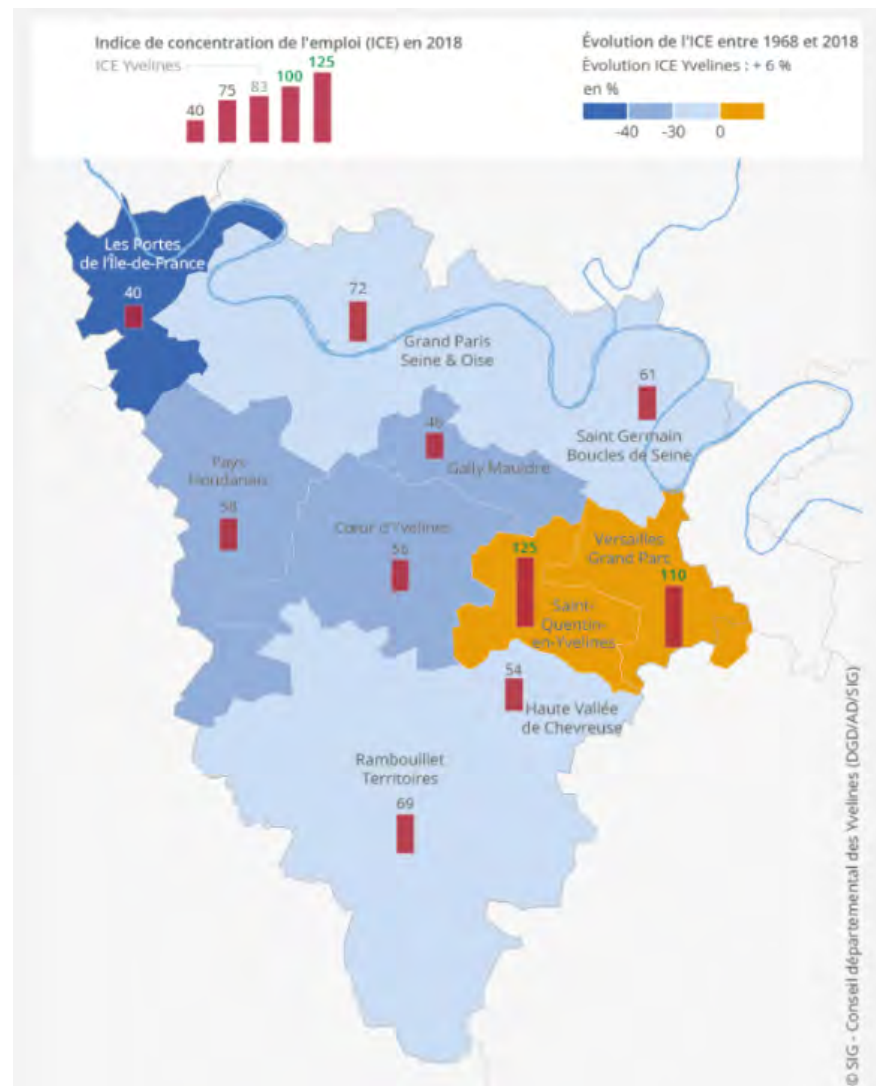 Indice de concentration de l'emploi (ICE) en 2018
ICE Yvelines
40
75
83
100
125
Évolution de l'ICE entre 1968 et 2018
Évolution ICE Yvelines : + 6 %
en %
-40
-30
0
Les Portes
de l'Île-de-France
40
72
Grand Paris
Seine & Oise
61
Saint Germain
Boucles de Seine
46
Gally Mauldre
Pays
Houdanais
58
Cœur d'Yvelines
56
125
Versailles
Grand Parc
110
Saint-
Quentin-
en-Yvelines
54
Haute Vallée
de Chevreuse
Rambouillet
Territoires
69
© SIG - Conseil départemental des Yvelines (DGD/AD/SIG)